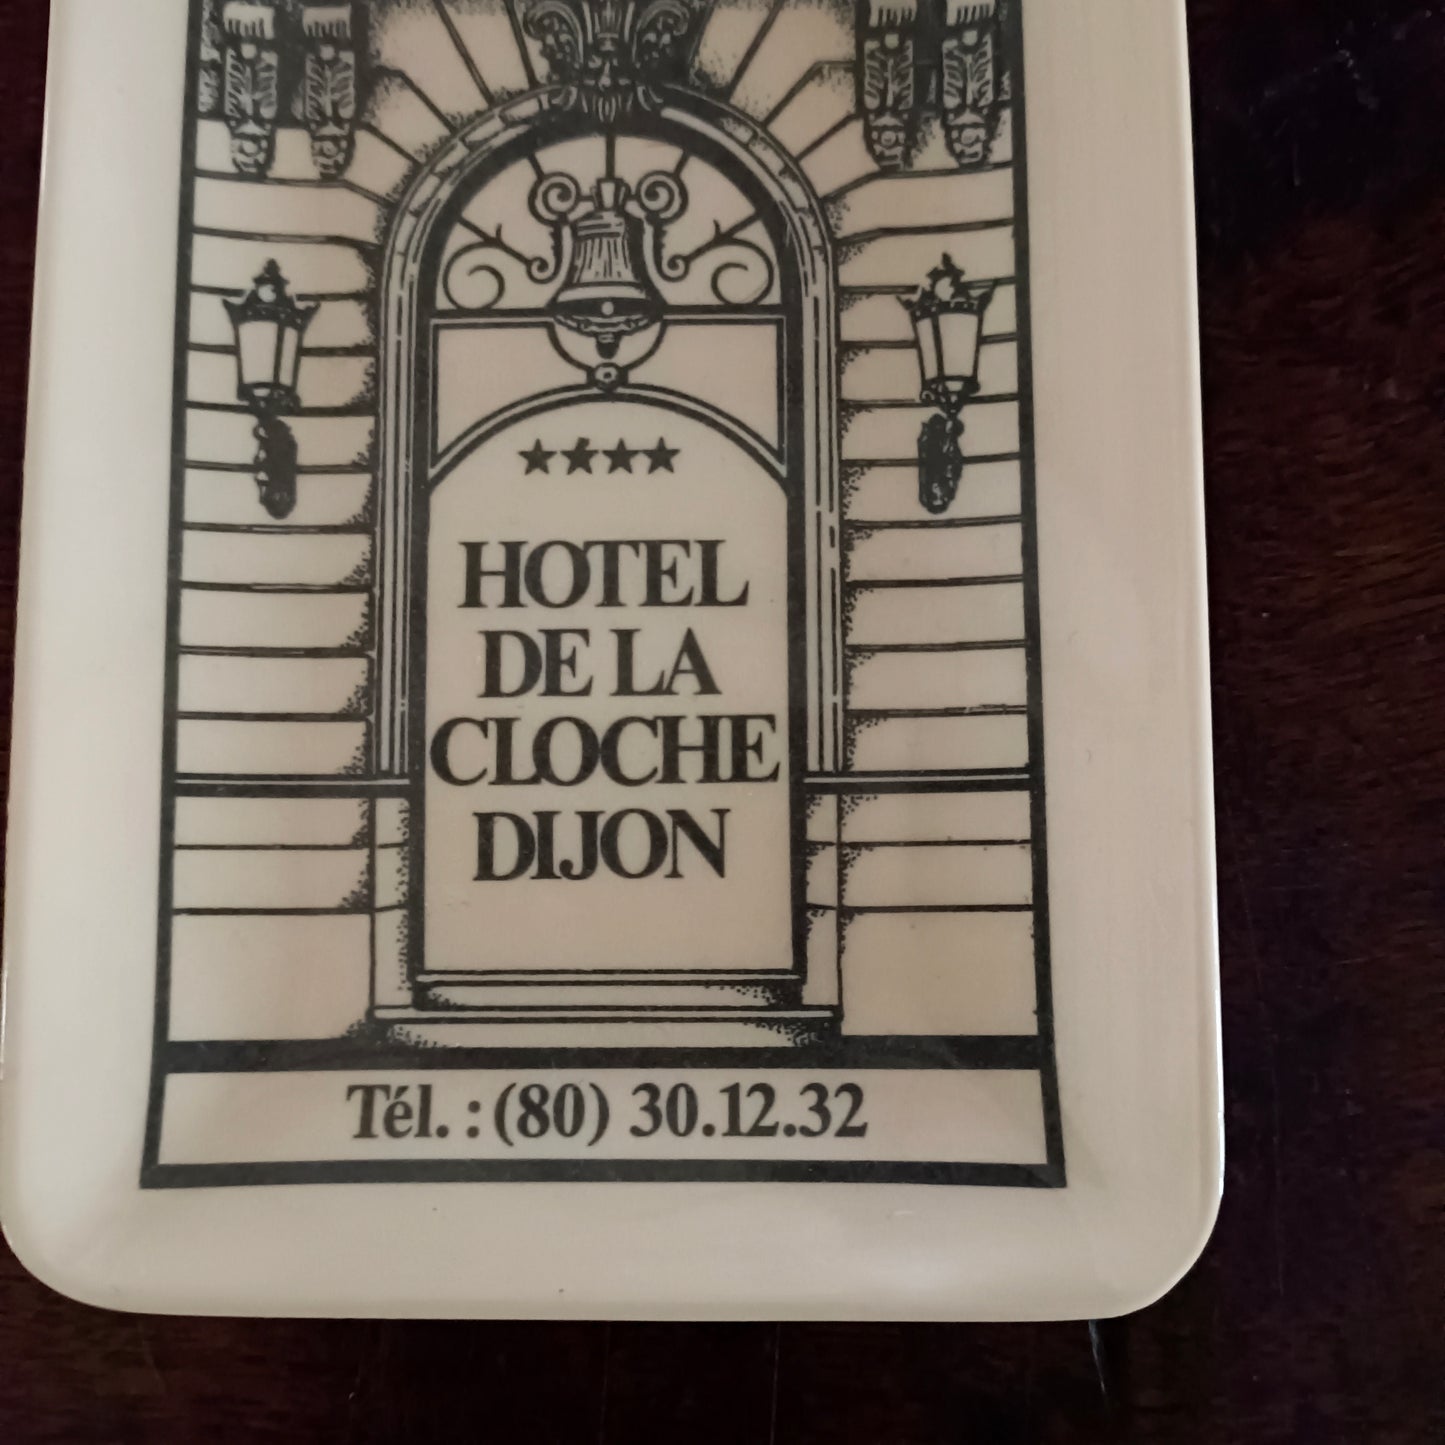 HOTEL
DE LA
CLOCHE
DIJON
Tél. : (80) 30.12.32